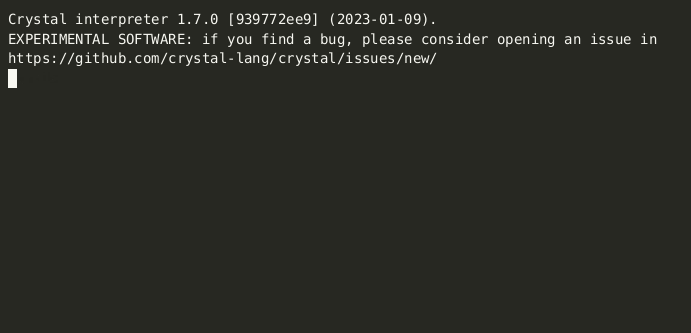 Crystal interpreter 1.7.0 [939772ee9] (2023-01-09).
EXPERIMENTAL SOFTWARE: if you find a bug, please consider opening an issue in
https://github.com/crystal-lang/crystal/issues/new/